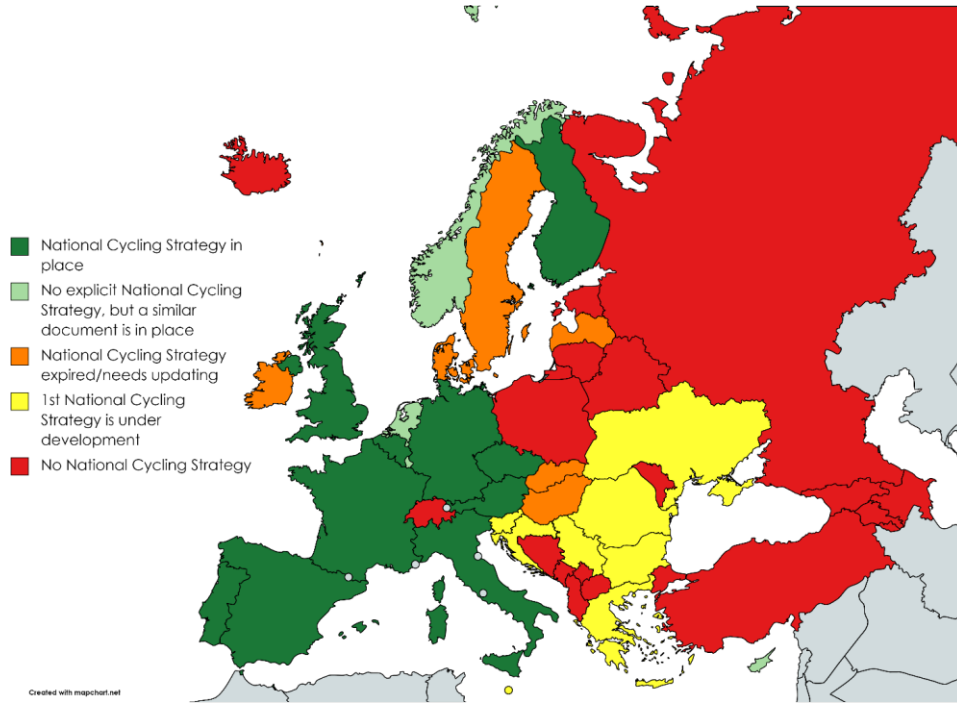 National Cycling Strategy in
place
No explicit National Cycling
Strategy, but a similar
document is in place
National Cycling Strategy
expired/needs updating
1st National Cycling
Strategy is under
development
No National Cycling Strategy
Created with mapchart.net